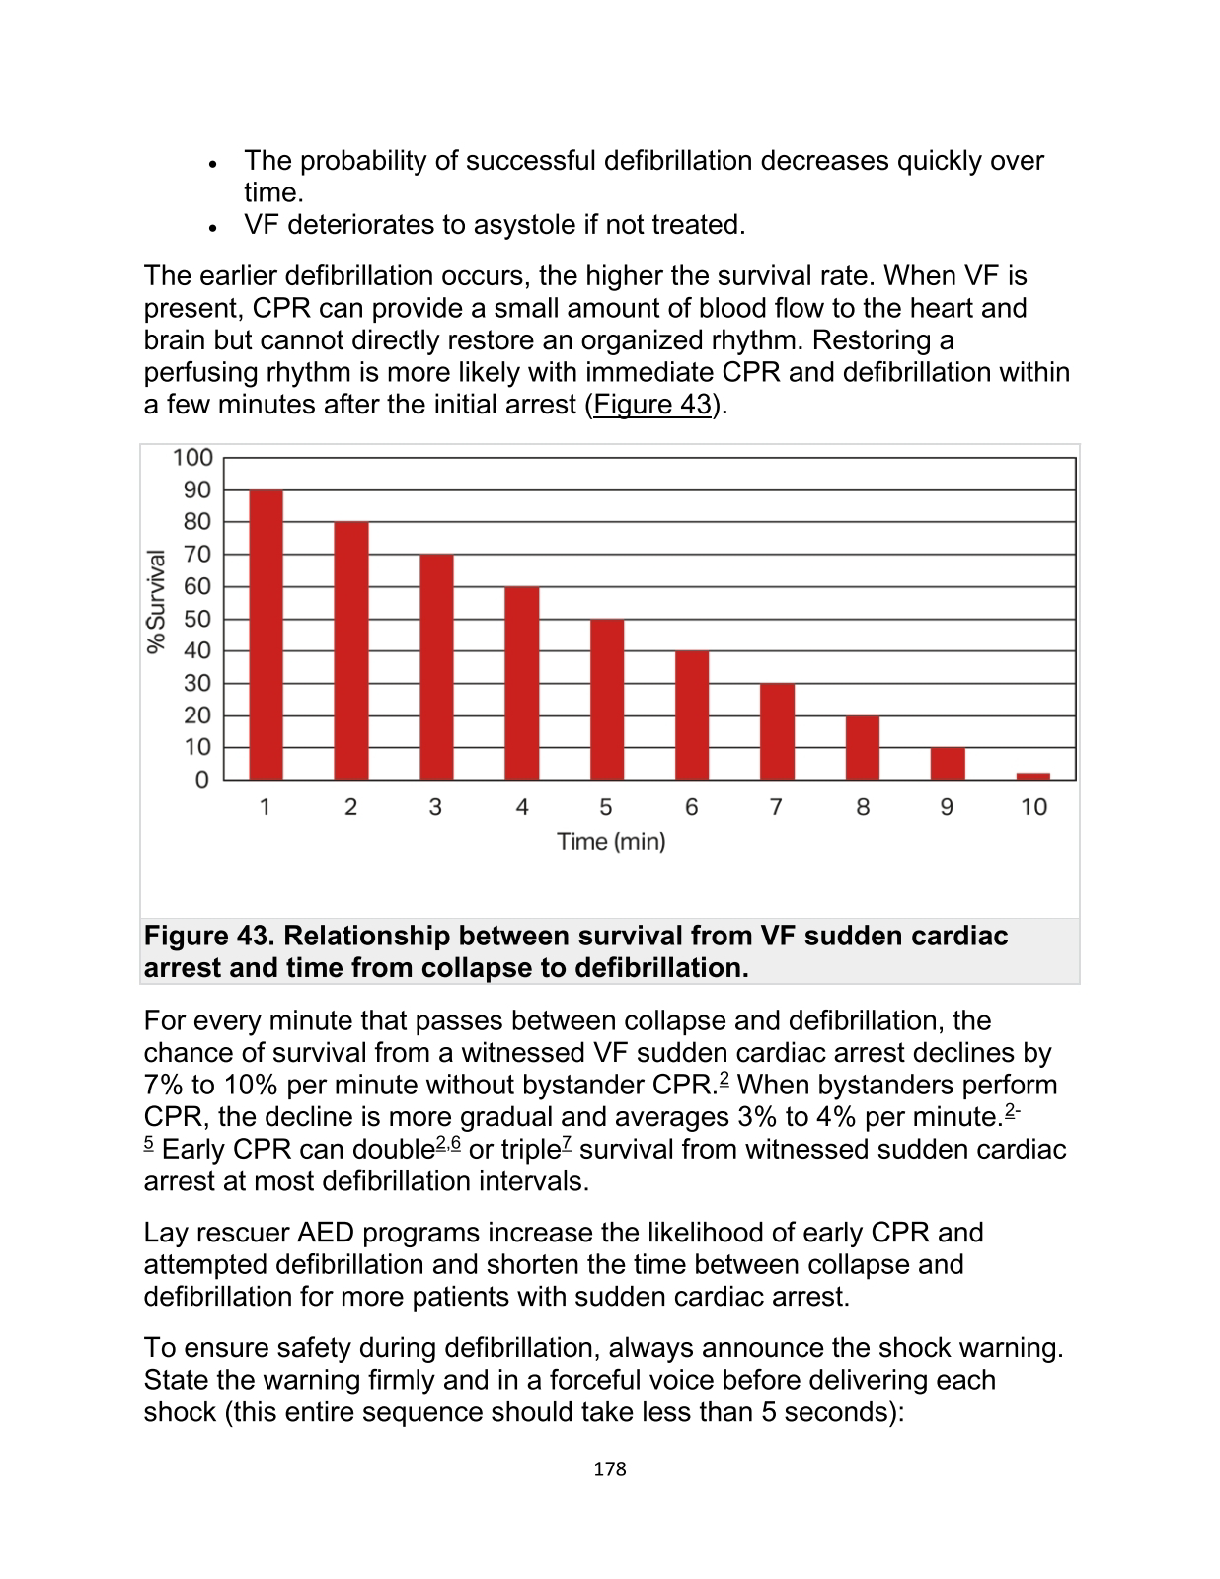 • The probability of successful defibrillation decreases quickly over
time.
• VF deteriorates to asystole if not treated.
The earlier defibrillation occurs, the higher the survival rate. When VF is
present, CPR can provide a small amount of blood flow to the heart and
brain but cannot directly restore an organized rhythm. Restoring a
perfusing rhythm is more likely with immediate CPR and defibrillation within
a few minutes after the initial arrest (Figure 43).
100
90
80
70
60
50
40
30
20
10
0
% Survival
1 2 3 4 5 6 7 8 9 10
Time (min)
Figure 43. Relationship between survival from VF sudden cardiac
arrest and time from collapse to defibrillation.
For every minute that passes between collapse and defibrillation, the
chance of survival from a witnessed VF sudden cardiac arrest declines by
7% to 10% per minute without bystander CPR.2 When bystanders perform
CPR, the decline is more gradual and averages 3% to 4% per minute.2-
5 Early CPR can double2,6 or triple7 survival from witnessed sudden cardiac
arrest at most defibrillation intervals.
Lay rescuer AED programs increase the likelihood of early CPR and
attempted defibrillation and shorten the time between collapse and
defibrillation for more patients with sudden cardiac arrest.
To ensure safety during defibrillation, always announce the shock warning.
State the warning firmly and in a forceful voice before delivering each
shock (this entire sequence should take less than 5 seconds):
178